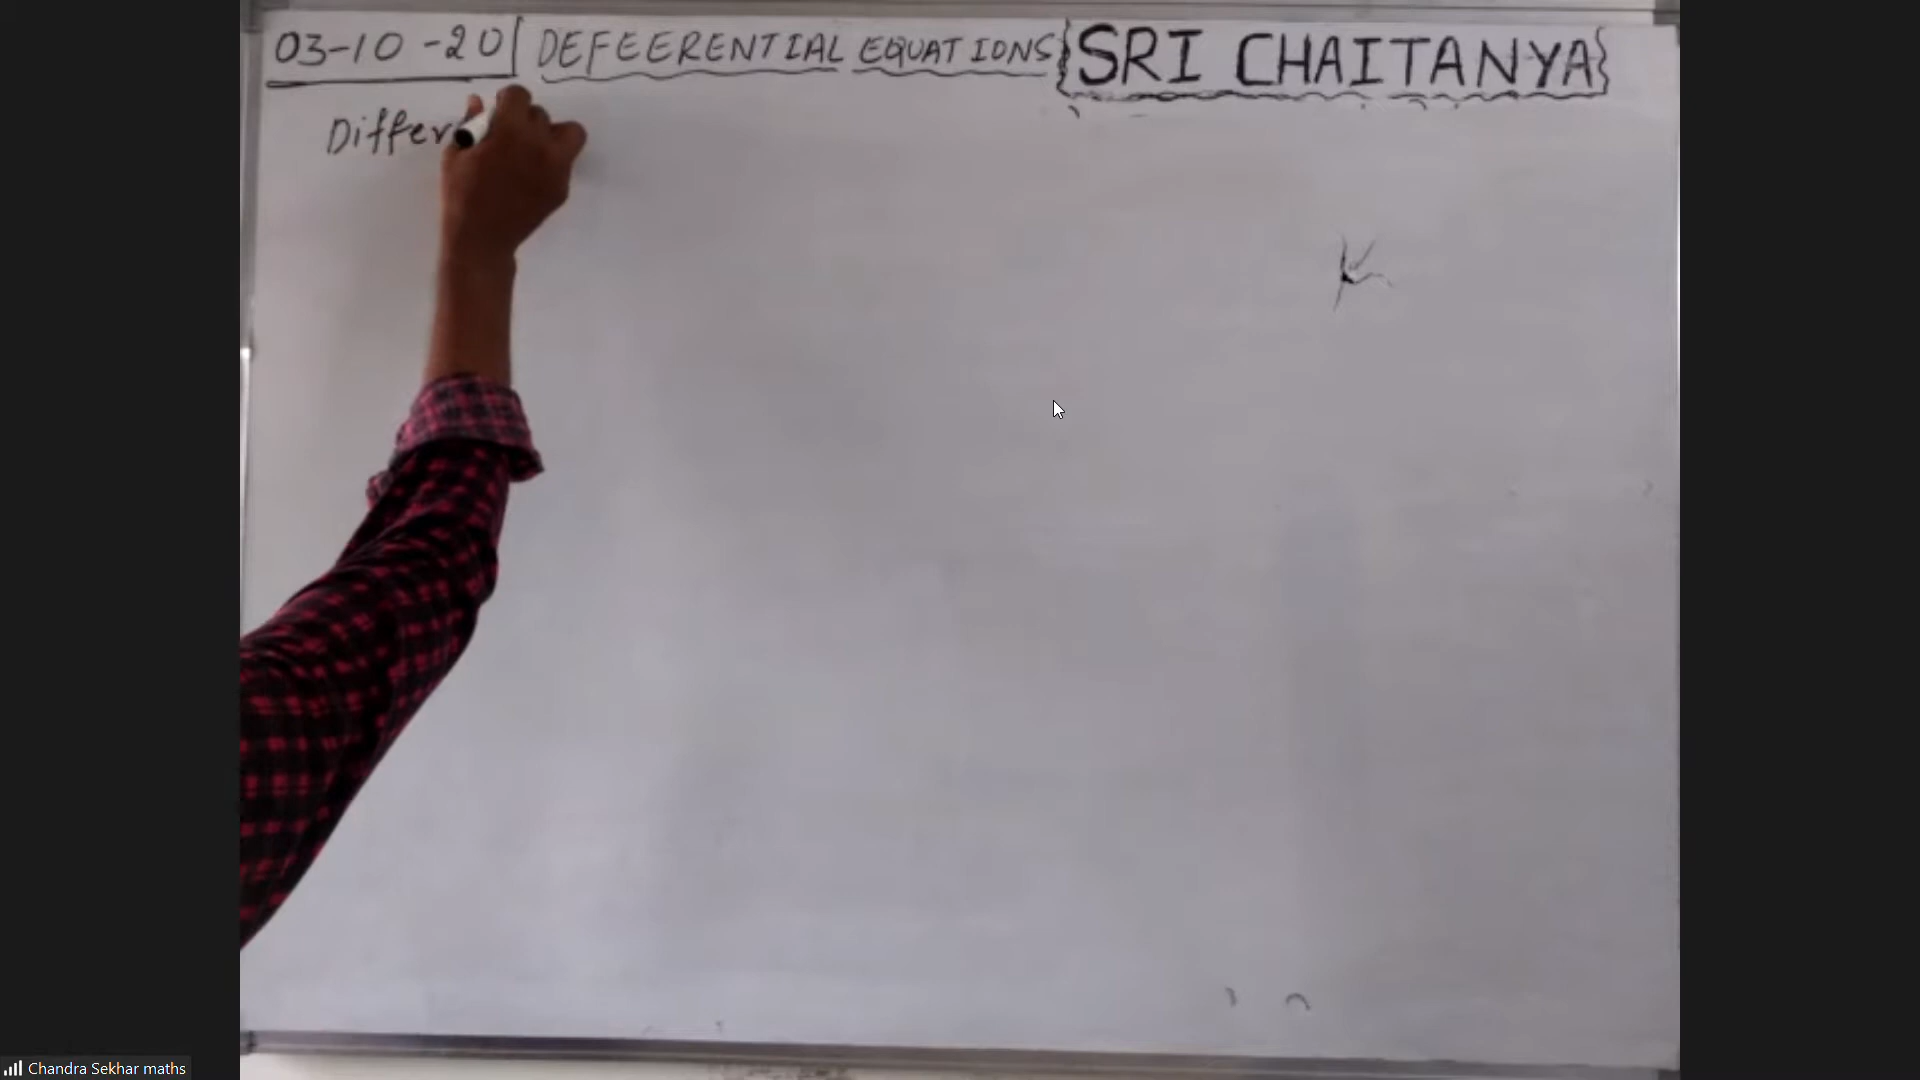 03-10-20 DEFEERENTIAL EQUATIONS SRI CHAITANYA
Differ
Chandra Sekhar maths